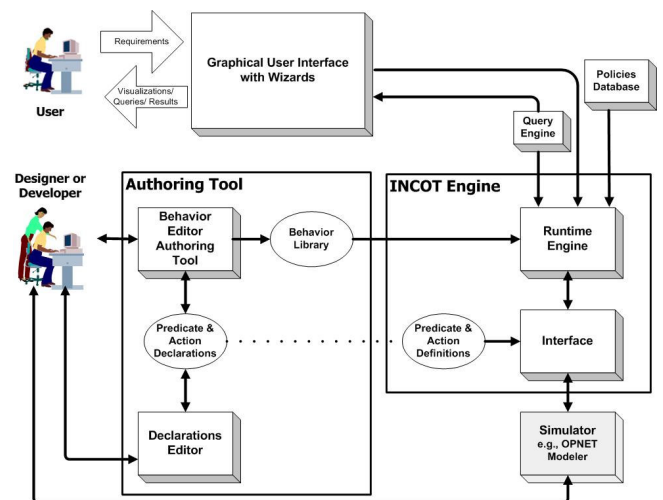 Requirements
Visualizations/
Queries/ Results
User
Graphical User Interface
with Wizards
Policies
Database
Query
Engine
Designer or
Developer
Authoring Tool
INCOT Engine
Behavior
Editor
Authoring
Tool
Behavior
Library
Runtime
Engine
Predicate &
Action
Declarations
Predicate &
Action
Definitions
Interface
Declarations
Editor
Simulator
e.g., OPNET
Modeler